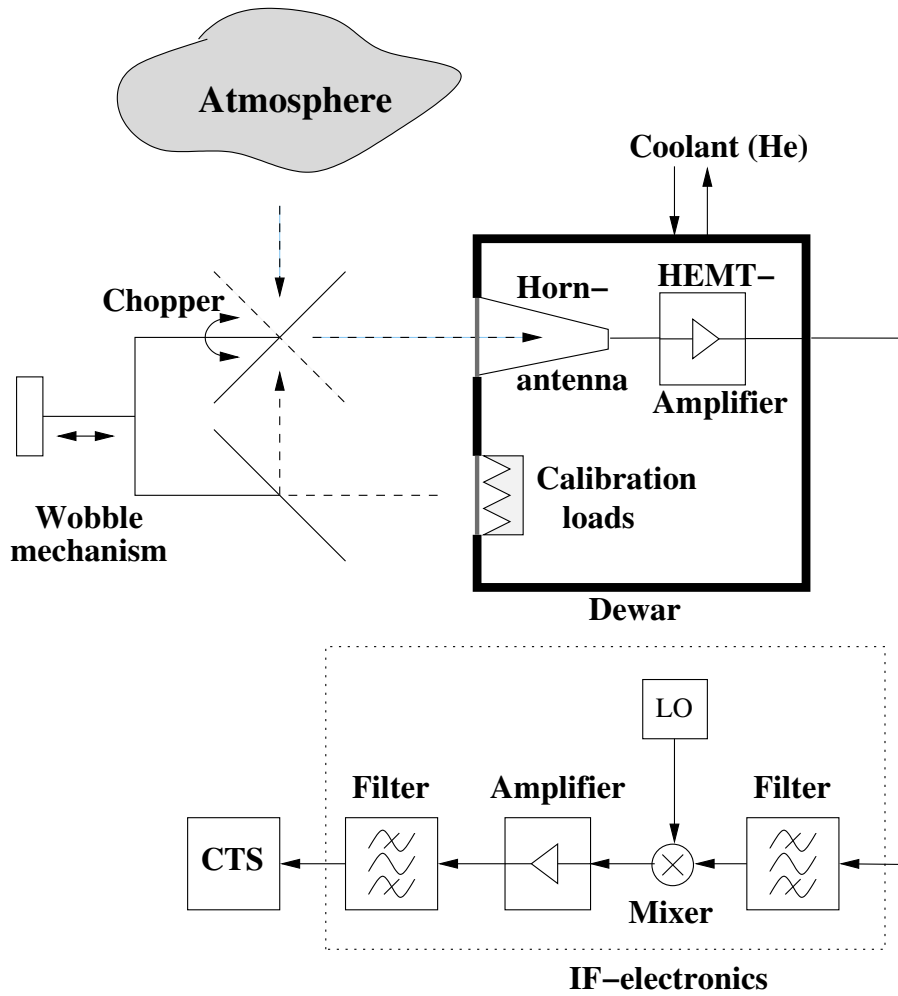 Atmosphere
Coolant (He)
Chopper
Horn−
HEMT−
antenna
Amplifier
Calibration
loads
Wobble
mechanism
Dewar
LO
Filter
Amplifier
Filter
CTS
Mixer
IF−electronics